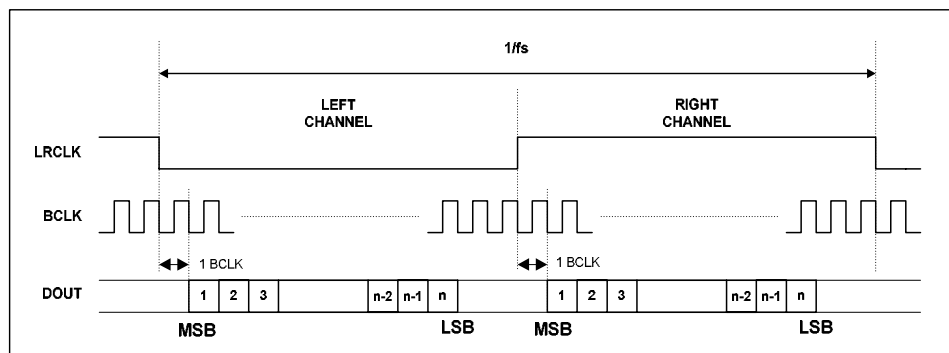 1/fs
LEFT
CHANNEL
RIGHT
CHANNEL
LRCLK
BCLK
1 BCLK
1 BCLK
DOUT
1 2 3 n-2 n-1 n 1 2 3 n-2 n-1 n
MSB LSB MSB LSB